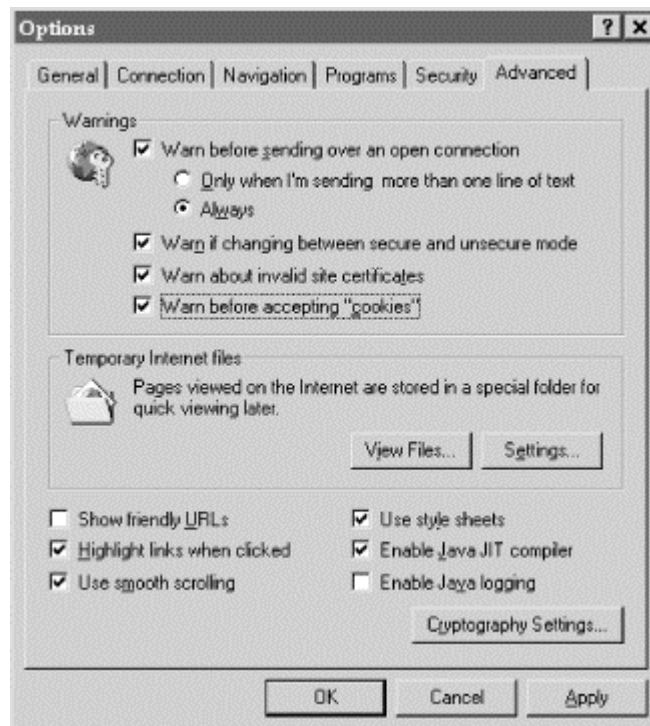 Options
General Connection Navigation Programs Security Advanced
Warnings
Warn before sending over an open connection
Only when I'm sending more than one line of text
Always
Warn if changing between secure and unsecure mode
Warn about invalid site certificates
Warn before accepting "cookies"
Temporary Internet files
Pages viewed on the Internet are stored in a special folder for
quick viewing later.
View Files... Settings...
Show friendly URLs Use style sheets
Highlight links when clicked Enable Java JIT compiler
Use smooth scrolling Enable Java logging
Cryptography Settings...
OK Cancel Apply